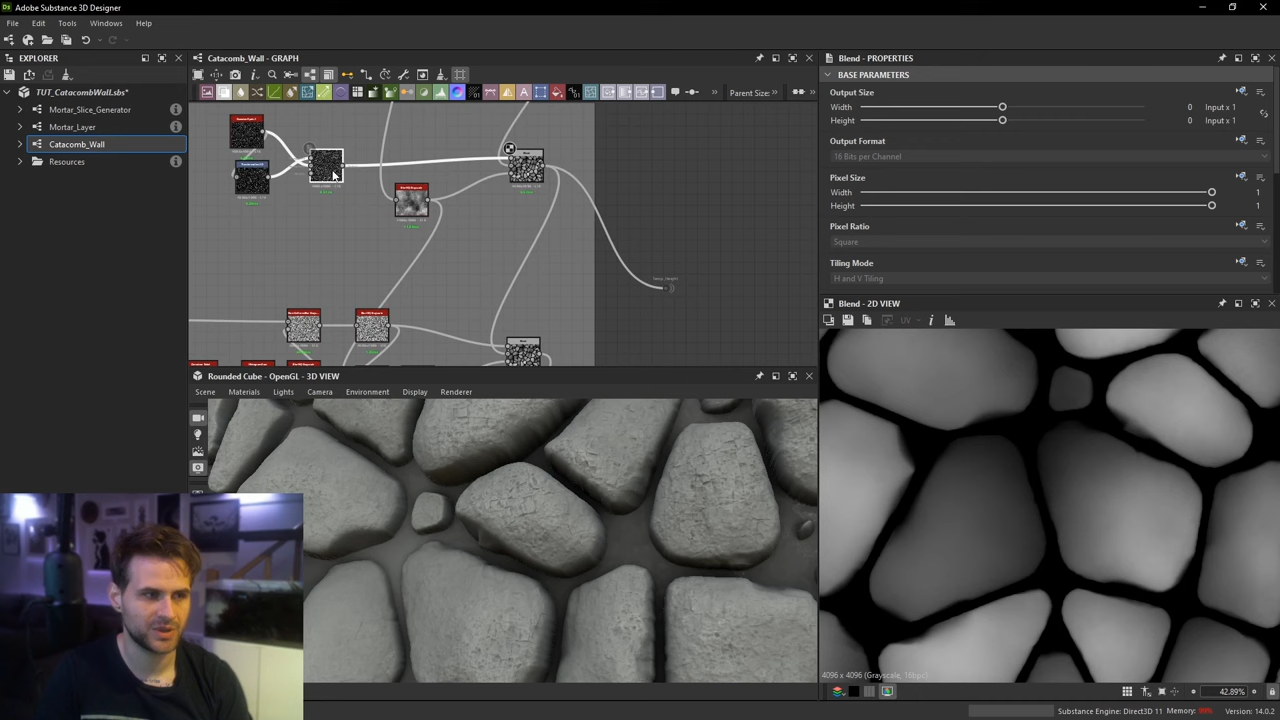 Adobe Substance 3D Designer
File Edit Tools Windows Help
EXPLORER
TUT_CatacombWall.sbs*
Mortar_Slice_Generator
Mortar_Layer
Catacomb_Wall
Resources
Catacomb_Wall - GRAPH
Parent Size:
Blend - PROPERTIES
BASE PARAMETERS
Output Size
Width 0 Input x 1
Height 0 Input x 1
Output Format
16 Bits per Channel
Pixel Size
Width 1
Height 1
Pixel Ratio
Square
Tiling Mode
H and V Tiling
Rounded Cube - OpenGL - 3D VIEW
Scene Materials Lights Camera Environment Display Renderer
Blend - 2D VIEW
UV
4096 x 4096 (Grayscale, 16bpc)
42.89%
Substance Engine: Direct3D 11 Memory: 98% Version: 14.0.2